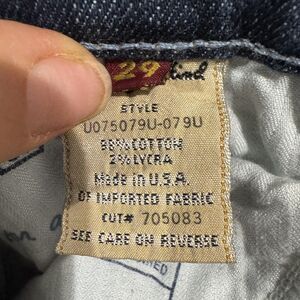 29
STYLE
U075079U-079U
98% COTTON
2% LYCRA
Made in U.S.A.
OF IMPORTED FABRIC
CUT# 705083
SEE CARE ON REVERSE